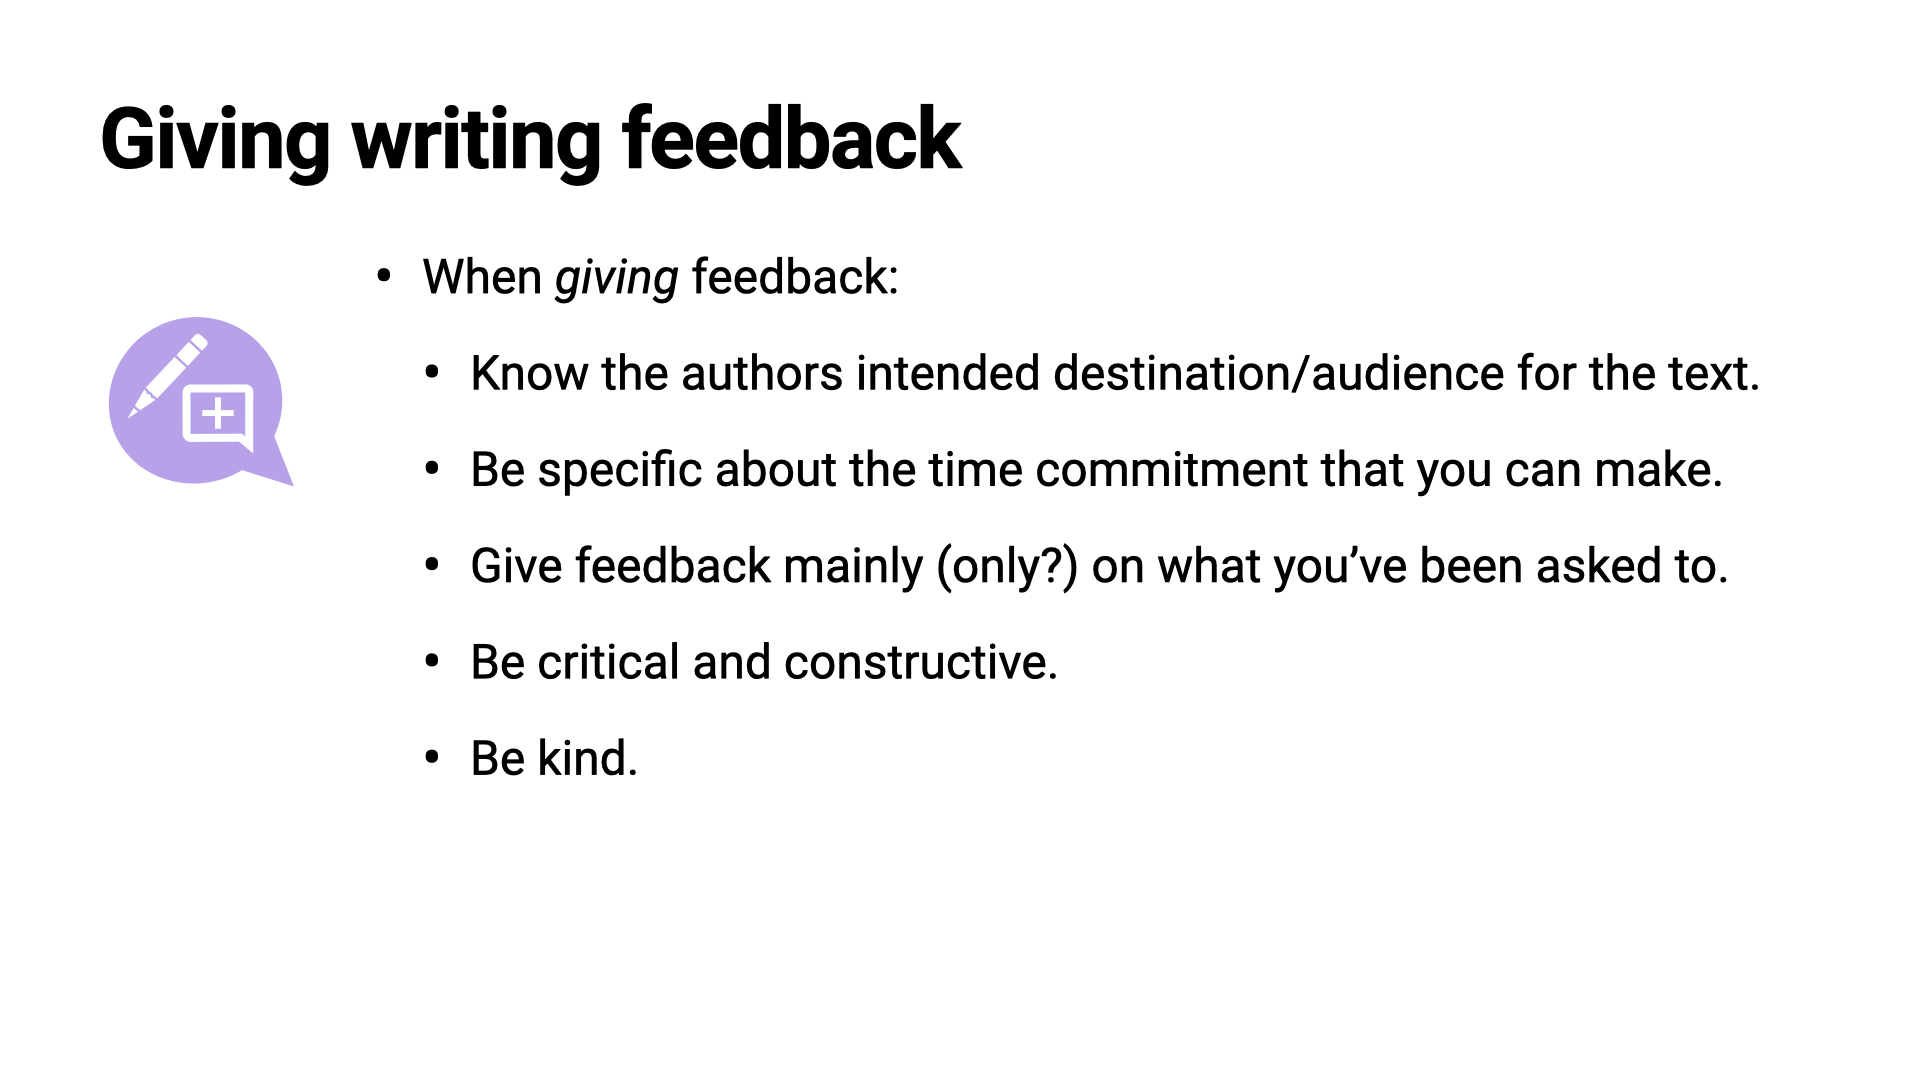 Giving writing feedback
• When giving feedback:
• Know the authors intended destination/audience for the text.
• Be specific about the time commitment that you can make.
• Give feedback mainly (only?) on what you’ve been asked to.
• Be critical and constructive.
• Be kind.